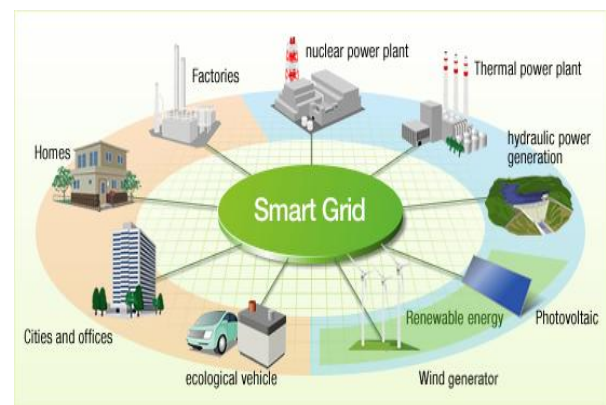 nuclear power plant
Factories
Thermal power plant
hydraulic power
generation
Homes
Smart Grid
Renewable energy
Photovoltaic
Cities and offices
ecological vehicle
Wind generator